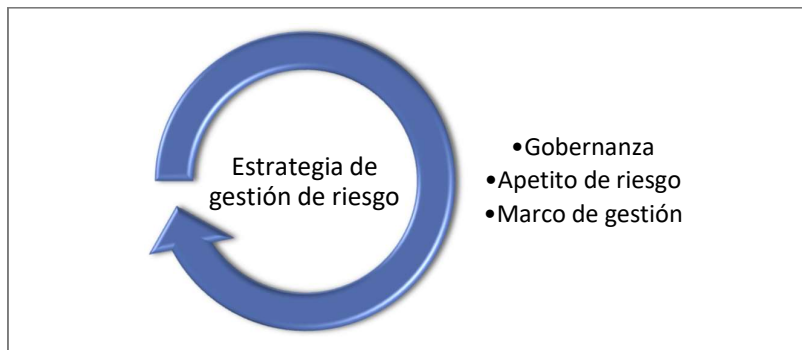 Estrategia de
gestión de riesgo
•Gobernanza
•Apetito de riesgo
•Marco de gestión